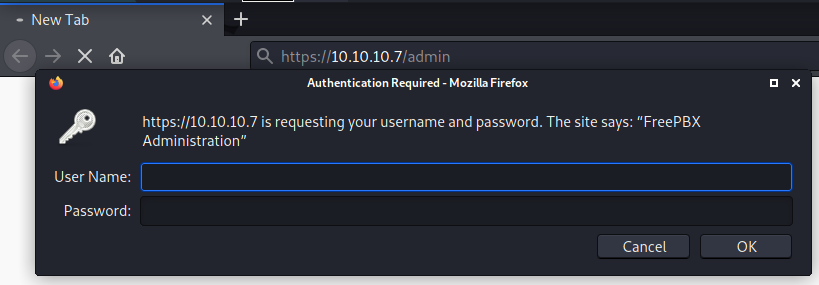 New Tab
https://10.10.10.7/admin
Authentication Required - Mozilla Firefox
https://10.10.10.7 is requesting your username and password. The site says: “FreePBX
Administration”
User Name:
Password:
Cancel OK